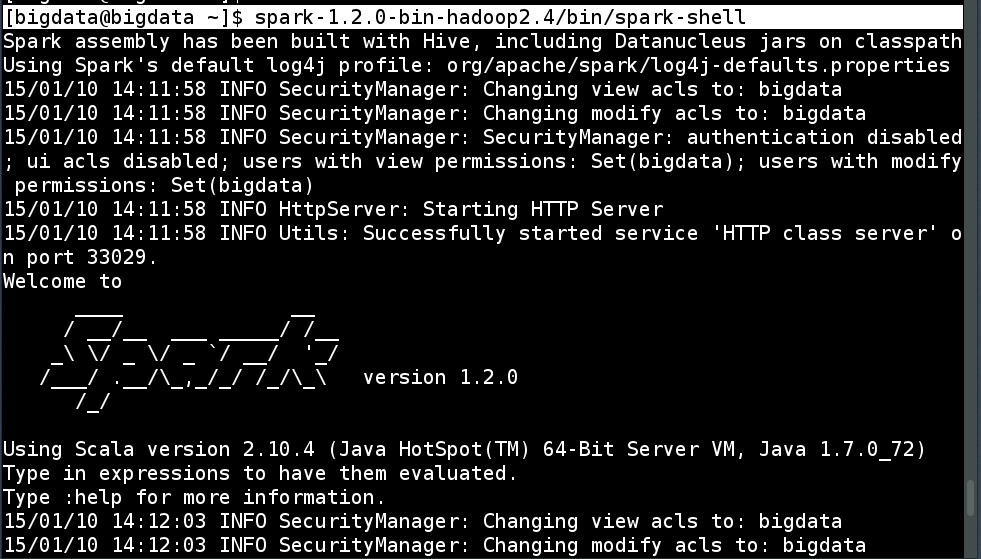 [bigdata@bigdata ~]$ spark-1.2.0-bin-hadoop2.4/bin/spark-shell
Spark assembly has been built with Hive, including Datanucleus jars on classpath
Using Spark's default log4j profile: org/apache/spark/log4j-defaults.properties
15/01/10 14:11:58 INFO SecurityManager: Changing view acls to: bigdata
15/01/10 14:11:58 INFO SecurityManager: Changing modify acls to: bigdata
15/01/10 14:11:58 INFO SecurityManager: SecurityManager: authentication disabled
; ui acls disabled; users with view permissions: Set(bigdata); users with modify
 permissions: Set(bigdata)
15/01/10 14:11:58 INFO HttpServer: Starting HTTP Server
15/01/10 14:11:58 INFO Utils: Successfully started service 'HTTP class server' o
n port 33029.
Welcome to
      ____              __
     / __/__  ___ _____/ /__
    _\ \/ _ \/ _ `/ __/  '_/
   /___/ .__/\_,_/_/ /_/\_\   version 1.2.0
      /_/
Using Scala version 2.10.4 (Java HotSpot(TM) 64-Bit Server VM, Java 1.7.0_72)
Type in expressions to have them evaluated.
Type :help for more information.
15/01/10 14:12:03 INFO SecurityManager: Changing view acls to: bigdata
15/01/10 14:12:03 INFO SecurityManager: Changing modify acls to: bigdata